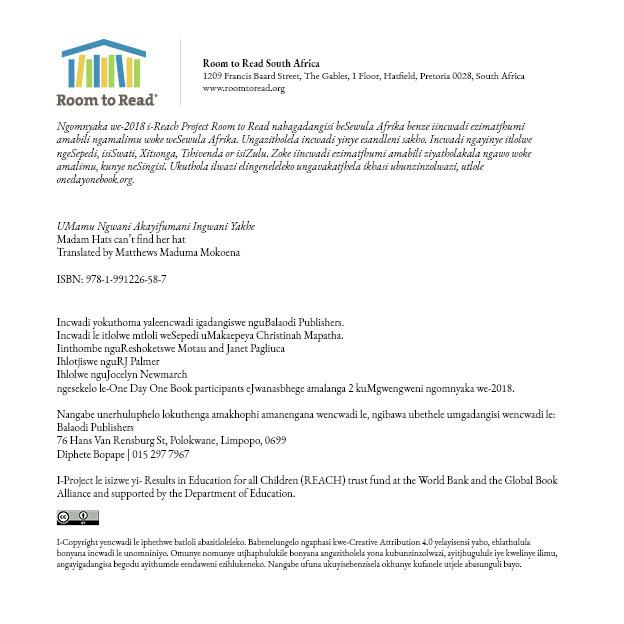 Room to Read®
Room to Read South Africa
1209 Francis Baard Street, The Gables, 1 Floor, Hatfield, Pretoria 0028, South Africa
www.roomtoread.org
Ngomnyaka we-2018 i-Reach Project Room to Read nabagadangisi beSewula Afrika benze iincwadi ezimatjhumi
amabili ngamalimu woke weSewula Afrika. Ungazitholela incwadi yinye esandleni sakho. Incwadi ngayinye itlolwe
ngeSepedi, isiSwati, Xitsonga, Tshivenda or isiZulu. Zoke iincwadi ezimatjhumi amabili ziyatholakala ngawo woke
amalimu, kunye neSingisi. Ukuthola ilwazi elingeneleleko ungavakatjhela ikhasi ubunzinzolwazi, utlole
onedayonebook.org.
UMamu Ngwani Akayifumani Ingwani Yakhe
Madam Hats can't find her hat
Translated by Matthews Maduma Mokoena
ISBN: 978-1-991226-58-7
Incwadi yokuthoma yaleencwadi igadangiswe nguBalaodi Publishers.
Incwadi le itlolwe mtloli weSepedi uMakaepeya Christinah Mapatha.
Iinthombe nguReshoketswe Motau and Janet Pagliuca
Ihlotjiswe nguRJ Palmer
Ihlolwe nguJocelyn Newmarch
ngesekelo le-One Day One Book participants eJwanasbhege amalanga 2 kuMgwengweni ngomnyaka we-2018.
Nangabe unerhuluphelo lokuthenga amakhophi amanengana wencwadi le, ngibawa ubethele umgadangisi wencwadi le:
Balaodi Publishers
76 Hans Van Rensburg St, Polokwane, Limpopo, 0699
Diphete Bopape | 015 297 7967
I-Project le isizwe yi- Results in Education for all Children (REACH) trust fund at the World Bank and the Global Book
Alliance and supported by the Department of Education.
cc BY
I-Copyright yencwadi le iphethwe batloli abazitloleleko. Babenelungelo ngaphasi kwe-Creative Attribution 4.0 yelayisensi yabo, ehlathulula
bonyana incwadi le unomniniyo. Omunye nomunye utjhaphulukile bonyana angazitholela yona kubunzinzolwazi, ayitjhugulule iye kwelinye ilimu,
angayigadangisa begodu ayithumele eendaweni ezihlukeneko. Nangabe ufuna ukuyisebenzisela okhunye kufanele utjele abasunguli bayo.